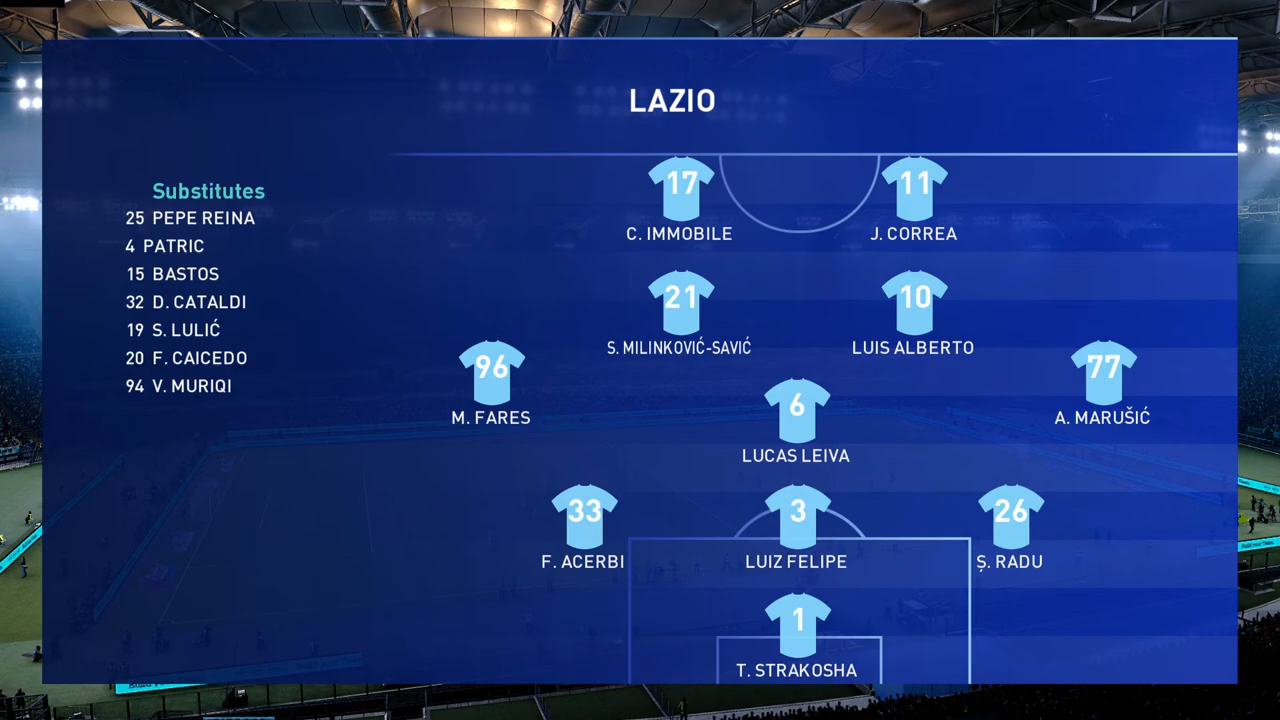 LAZIO
Substitutes
25 PEPE REINA
4 PATRIC
15 BASTOS
32 D. CATALDI
19 S. LULIĆ
20 F. CAICEDO
94 V. MURIQI
17
C. IMMOBILE
11
J. CORREA
21
S. MILINKOVIĆ-SAVIĆ
10
LUIS ALBERTO
96
M. FARES
77
A. MARUŠIĆ
6
LUCAS LEIVA
33
F. ACERBI
3
LUIZ FELIPE
26
Ș. RADU
1
T. STRAKOSHA